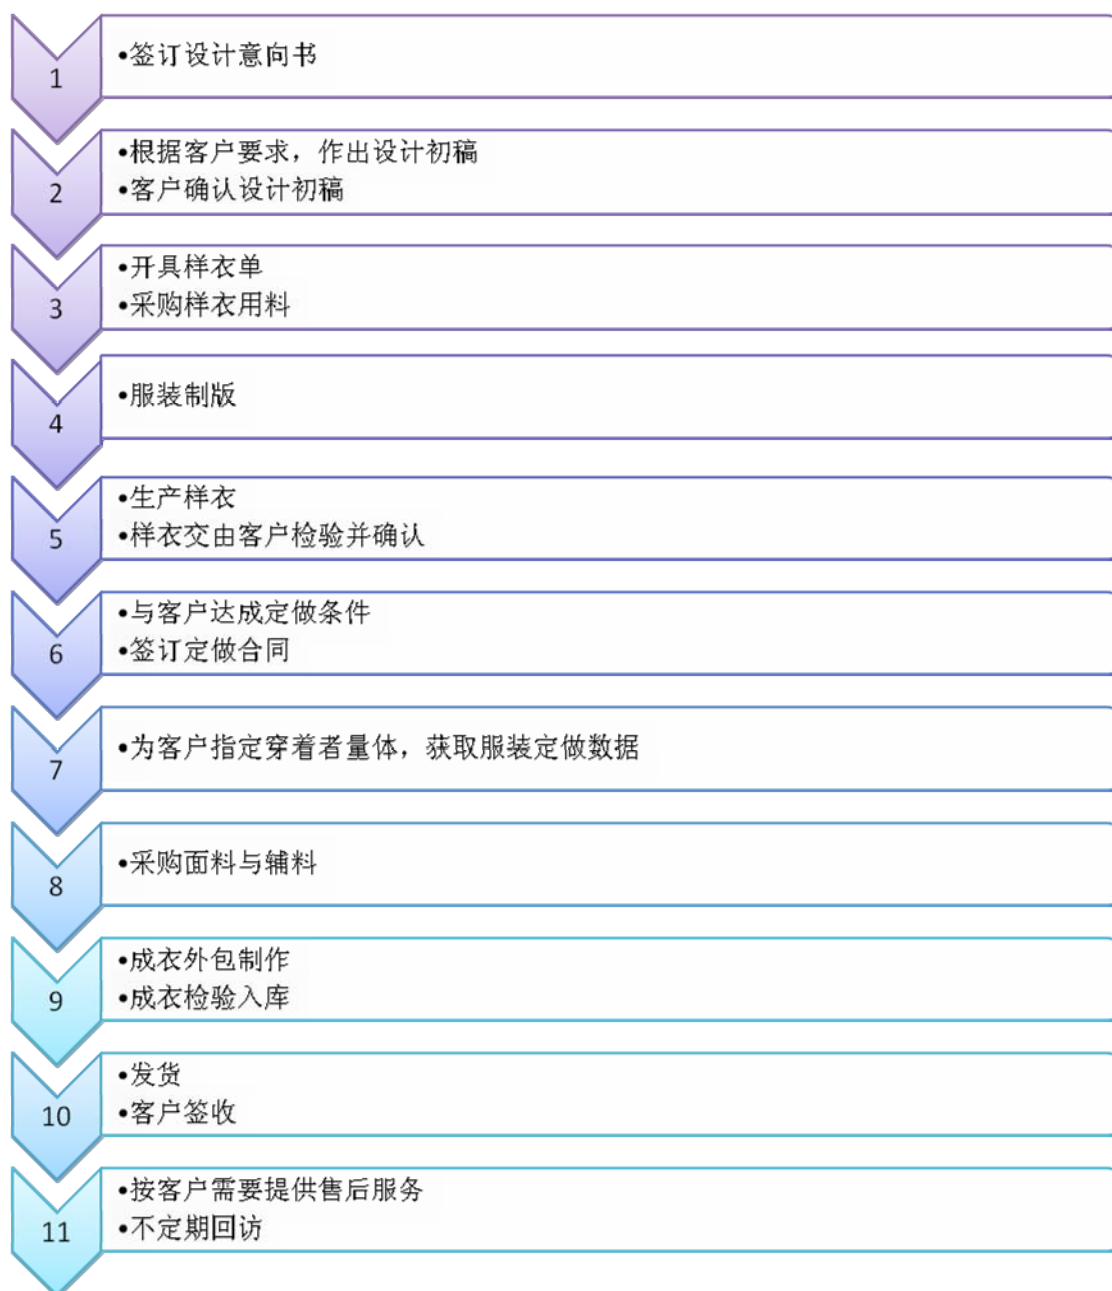 1
•签订设计意向书
2
•根据客户要求，作出设计初稿
•客户确认设计初稿
3
•开具样衣单
•采购样衣用料
4
•服装制版
5
•生产样衣
•样衣交由客户检验并确认
6
•与客户达成定做条件
•签订定做合同
7
•为客户指定穿着者量体，获取服装定做数据
8
•采购面料与辅料
9
•成衣外包制作
•成衣检验入库
10
•发货
•客户签收
11
•按客户需要提供售后服务
•不定期回访